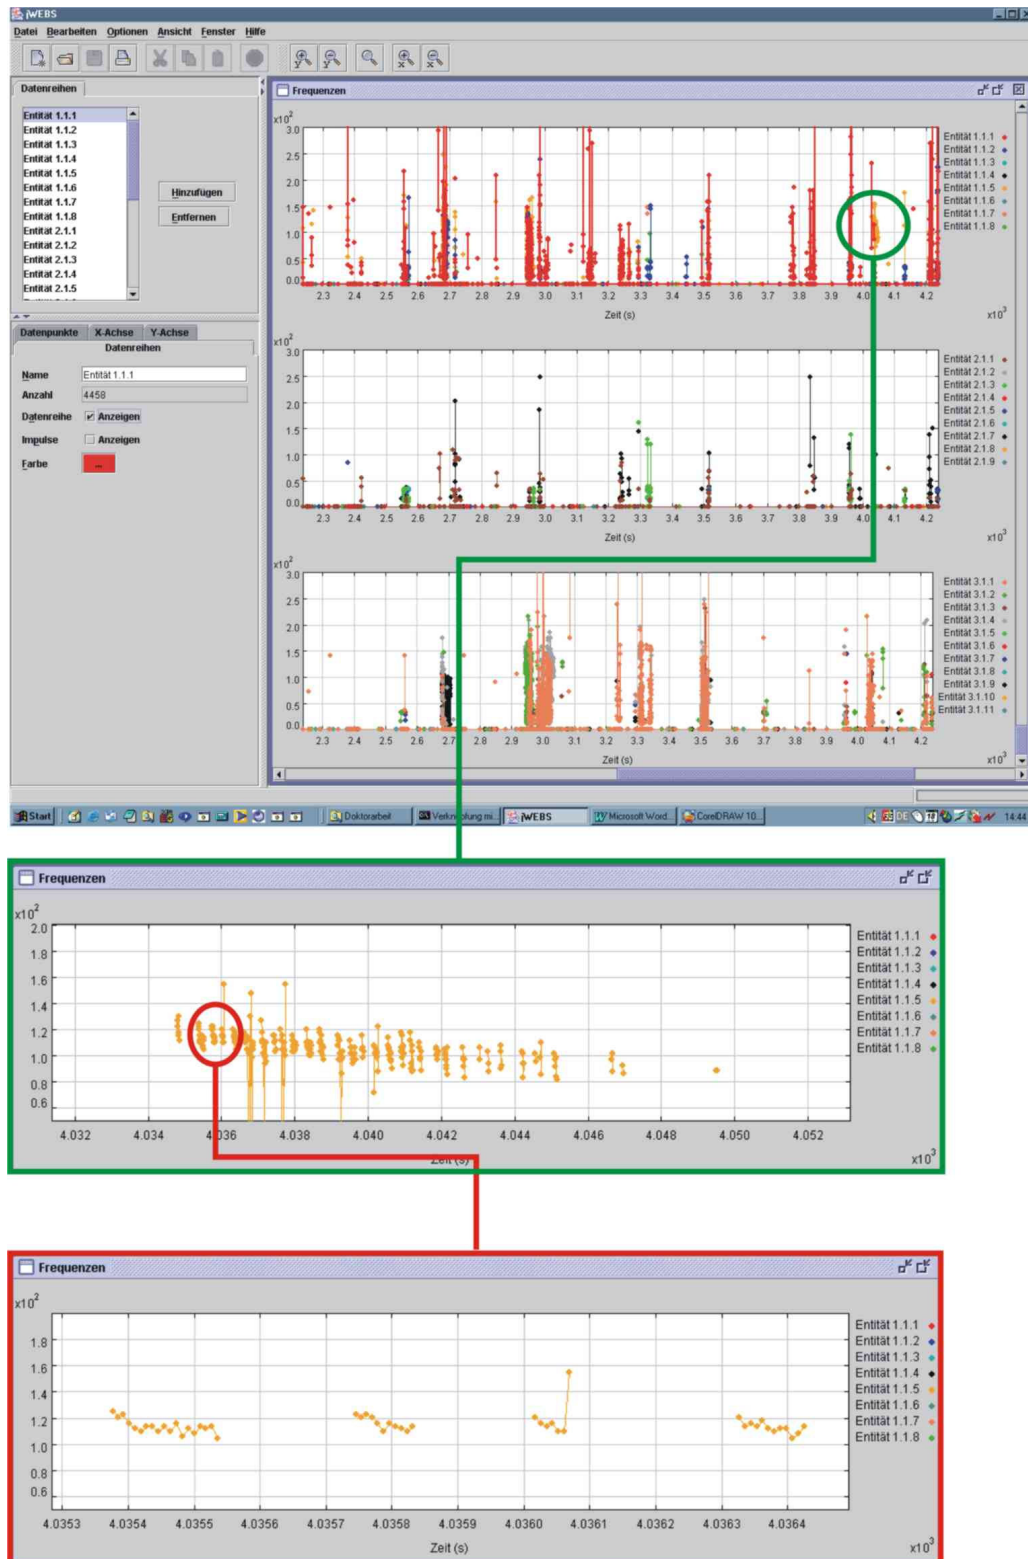 jWEBS
Datei Bearbeiten Optionen Ansicht Fenster Hilfe
Datenreihen
Entität 1.1.1
Entität 1.1.2
Entität 1.1.3
Entität 1.1.4
Entität 1.1.5
Entität 1.1.6
Entität 1.1.7
Entität 1.1.8
Entität 2.1.1
Entität 2.1.2
Entität 2.1.3
Entität 2.1.4
Entität 2.1.5
Hinzufügen
Entfernen
Datenpunkte X-Achse Y-Achse
Datenreihen
Name Entität 1.1.1
Anzahl 4458
Datenreihe Anzeigen
Impulse Anzeigen
Farbe ...
Frequenzen
x10²
3.0
2.5
2.0
1.5
1.0
0.5
0.0
2.3 2.4 2.5 2.6 2.7 2.8 2.9 3.0 3.1 3.2 3.3 3.4 3.5 3.6 3.7 3.8 3.9 4.0 4.1 4.2
Zeit (s)
x10³
Entität 1.1.1
Entität 1.1.2
Entität 1.1.3
Entität 1.1.4
Entität 1.1.5
Entität 1.1.6
Entität 1.1.7
Entität 1.1.8
x10²
3.0
2.5
2.0
1.5
1.0
0.5
0.0
2.3 2.4 2.5 2.6 2.7 2.8 2.9 3.0 3.1 3.2 3.3 3.4 3.5 3.6 3.7 3.8 3.9 4.0 4.1 4.2
Zeit (s)
x10³
Entität 2.1.1
Entität 2.1.2
Entität 2.1.3
Entität 2.1.4
Entität 2.1.5
Entität 2.1.6
Entität 2.1.7
Entität 2.1.8
Entität 2.1.9
x10²
3.0
2.5
2.0
1.5
1.0
0.5
0.0
2.3 2.4 2.5 2.6 2.7 2.8 2.9 3.0 3.1 3.2 3.3 3.4 3.5 3.6 3.7 3.8 3.9 4.0 4.1 4.2
Zeit (s)
x10³
Entität 3.1.1
Entität 3.1.2
Entität 3.1.3
Entität 3.1.4
Entität 3.1.5
Entität 3.1.6
Entität 3.1.7
Entität 3.1.8
Entität 3.1.9
Entität 3.1.10
Entität 3.1.11
Start Doktorarbeit Verknüpfung mi... jWEBS Microsoft Word... CorelDRAW 10... DE 14:44
Frequenzen
x10²
2.0
1.8
1.6
1.4
1.2
1.0
0.8
0.6
4.032 4.034 4.036 4.038 4.040 4.042 4.044 4.046 4.048 4.050 4.052
Zeit (s)
x10³
Entität 1.1.1
Entität 1.1.2
Entität 1.1.3
Entität 1.1.4
Entität 1.1.5
Entität 1.1.6
Entität 1.1.7
Entität 1.1.8
Frequenzen
x10²
1.8
1.6
1.4
1.2
1.0
0.8
0.6
4.0353 4.0354 4.0355 4.0356 4.0357 4.0358 4.0359 4.0360 4.0361 4.0362 4.0363 4.0364
Zeit (s)
x10³
Entität 1.1.1
Entität 1.1.2
Entität 1.1.3
Entität 1.1.4
Entität 1.1.5
Entität 1.1.6
Entität 1.1.7
Entität 1.1.8